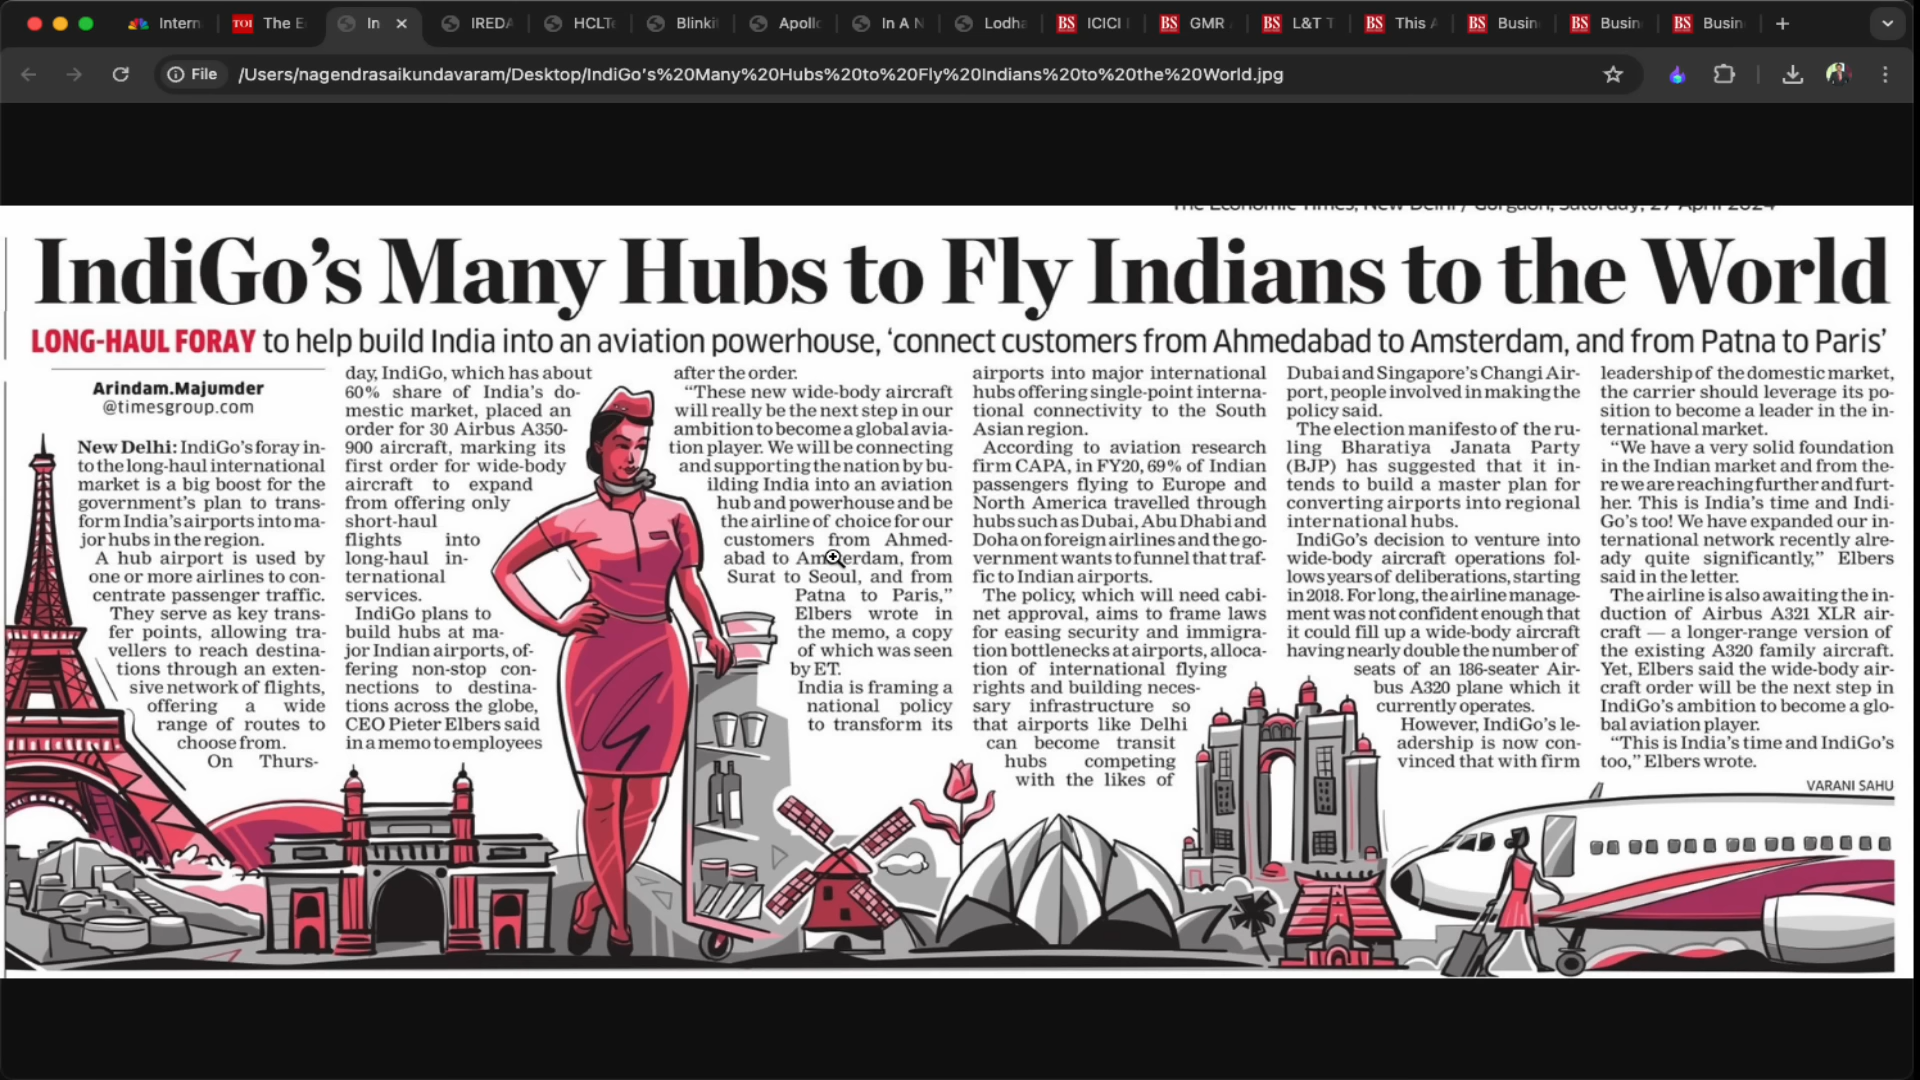 Intern
TOI The E
In
IREDA
HCLTe
Blinkit
Apollo
In A N
Lodha
BS ICICI
BS GMR
BS L&T T
BS This A
BS Busin
BS Busin
BS Busin
File /Users/nagendrasaikundavaram/Desktop/IndiGo's%20Many%20Hubs%20to%20Fly%20Indians%20to%20the%20World.jpg
The Economic Times, New Delhi / Gurgaon, Saturday, 27 April 2024
IndiGo's Many Hubs to Fly Indians to the World
LONG-HAUL FORAY to help build India into an aviation powerhouse, 'connect customers from Ahmedabad to Amsterdam, and from Patna to Paris'
Arindam.Majumder
@timesgroup.com
New Delhi: IndiGo's foray in-
to the long-haul international
market is a big boost for the
government's plan to trans-
form India's airports into ma-
jor hubs in the region.
A hub airport is used by
one or more airlines to con-
centrate passenger traffic.
They serve as key trans-
fer points, allowing tra-
vellers to reach destina-
tions through an exten-
sive network of flights,
offering a wide
range of routes to
choose from.
On Thurs-
day, IndiGo, which has about
60% share of India's do-
mestic market, placed an
order for 30 Airbus A350-
900 aircraft, marking its
first order for wide-body
aircraft to expand
from offering only
short-haul
flights into
long-haul in-
ternational
services.
IndiGo plans to
build hubs at ma-
jor Indian airports, of-
fering non-stop con-
nections to destina-
tions across the globe,
CEO Pieter Elbers said
in a memo to employees
after the order.
"These new wide-body aircraft
will really be the next step in our
ambition to become a global avia-
tion player. We will be connecting
and supporting the nation by bu-
ilding India into an aviation
hub and powerhouse and be
the airline of choice for our
customers from Ahmed-
abad to Amsterdam, from
Surat to Seoul, and from
Patna to Paris,"
Elbers wrote in
the memo, a copy
of which was seen
by ET.
India is framing a
national policy
to transform its
airports into major international
hubs offering single-point interna-
tional connectivity to the South
Asian region.
According to aviation research
firm CAPA, in FY20, 69% of Indian
passengers flying to Europe and
North America travelled through
hubs such as Dubai, Abu Dhabi and
Doha on foreign airlines and the go-
vernment wants to funnel that traf-
fic to Indian airports.
The policy, which will need cabi-
net approval, aims to frame laws
for easing security and immigra-
tion bottlenecks at airports, alloca-
tion of international flying
rights and building neces-
sary infrastructure so
that airports like Delhi
can become transit
hubs competing
with the likes of
Dubai and Singapore's Changi Air-
port, people involved in making the
policy said.
The election manifesto of the ru-
ling Bharatiya Janata Party
(BJP) has suggested that it in-
tends to build a master plan for
converting airports into regional
international hubs.
IndiGo's decision to venture into
wide-body aircraft operations fol-
lows years of deliberations, starting
in 2018. For long, the airline manage-
ment was not confident enough that
it could fill up a wide-body aircraft
having nearly double the number of
seats of an 186-seater Air-
bus A320 plane which it
currently operates.
However, IndiGo's le-
adership is now con-
vinced that with firm
leadership of the domestic market,
the carrier should leverage its po-
sition to become a leader in the in-
ternational market.
"We have a very solid foundation
in the Indian market and from the-
re we are reaching further and furt-
her. This is India's time and Indi-
Go's too! We have expanded our in-
ternational network recently alre-
ady quite significantly," Elbers
said in the letter.
The airline is also awaiting the in-
duction of Airbus A321 XLR air-
craft — a longer-range version of
the existing A320 family aircraft.
Yet, Elbers said the wide-body air-
craft order will be the next step in
IndiGo's ambition to become a glo-
bal aviation player.
"This is India's time and IndiGo's
too," Elbers wrote.
VARANI SAHU